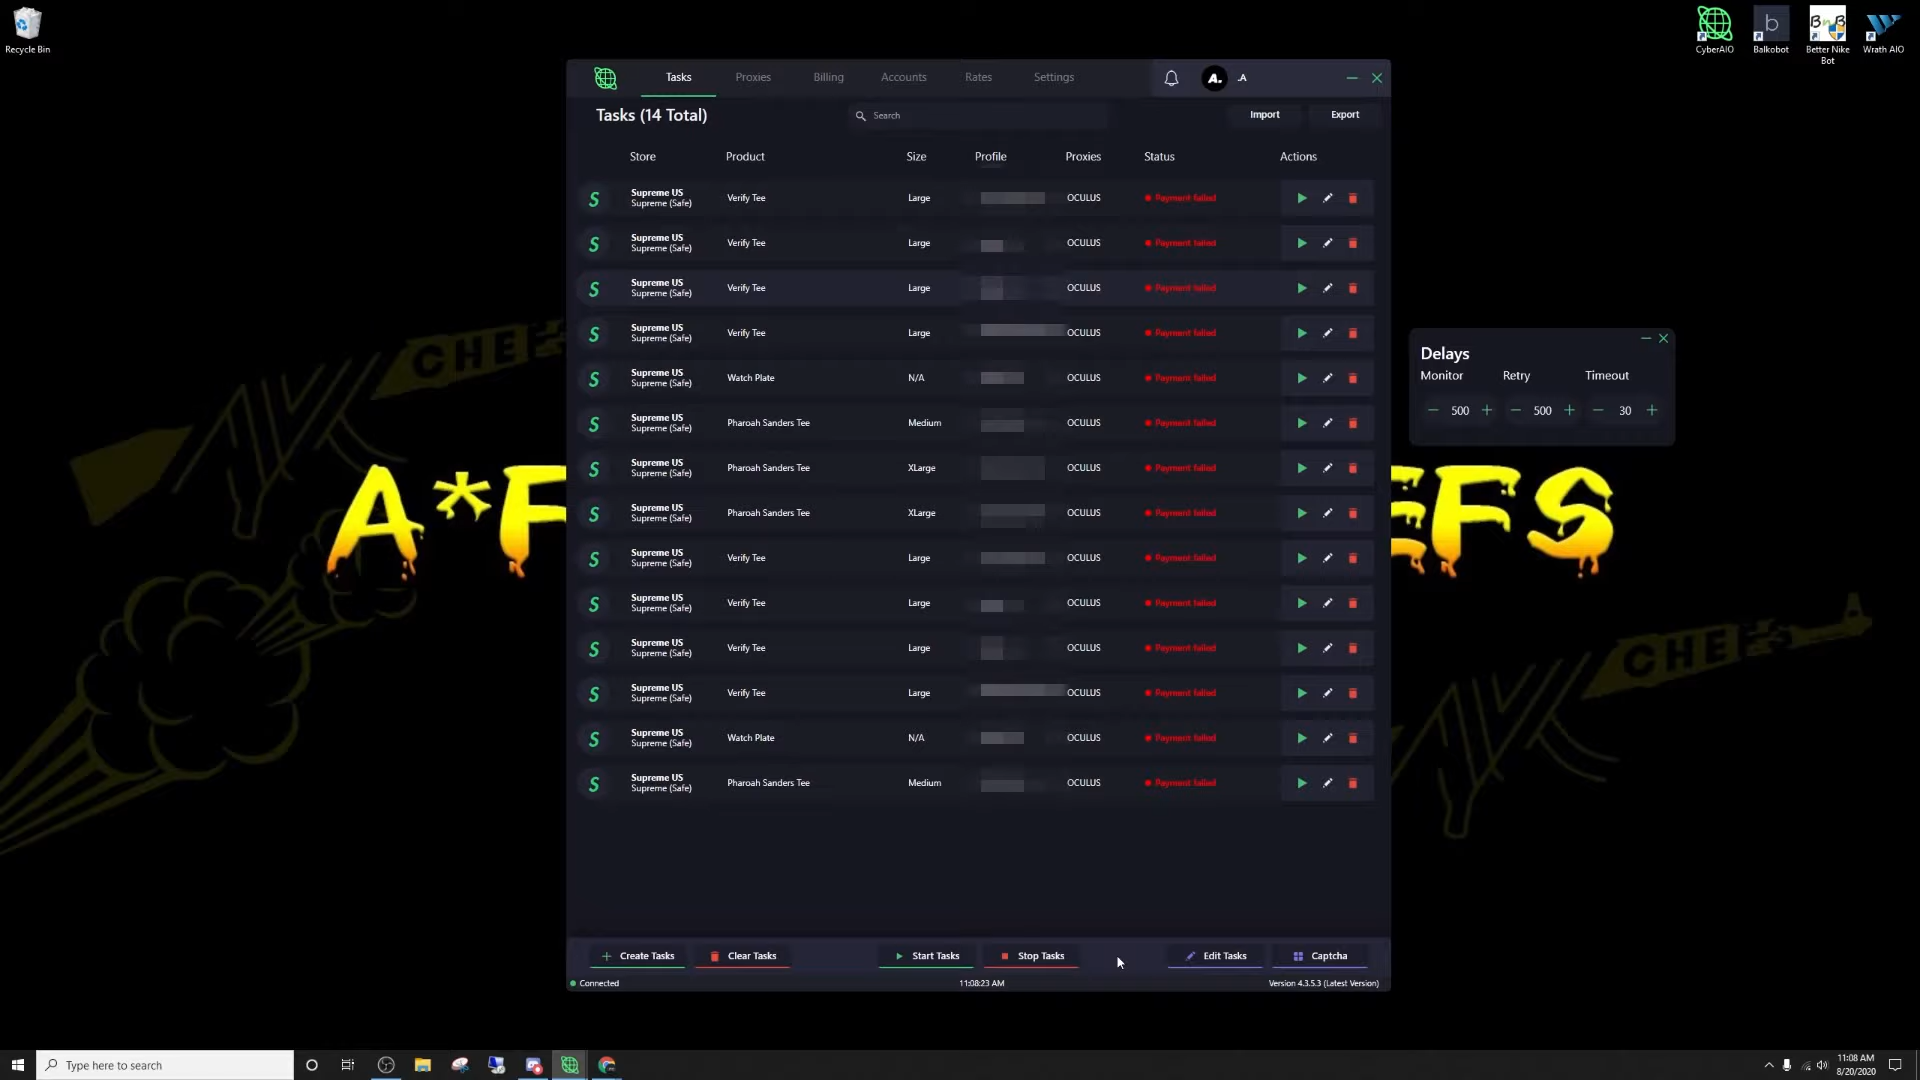 Recycle Bin
CyberAIO
Balkobot
Better Nike
Bot
Wrath AIO
Tasks Proxies Billing Accounts Rates Settings A. .A
Tasks (14 Total) Search Import Export
Store Product Size Profile Proxies Status Actions
Supreme US
Supreme (Safe) Verify Tee Large OCULUS Payment failed
Supreme US
Supreme (Safe) Verify Tee Large OCULUS Payment failed
Supreme US
Supreme (Safe) Verify Tee Large OCULUS Payment failed
Supreme US
Supreme (Safe) Verify Tee Large OCULUS Payment failed
Supreme US
Supreme (Safe) Watch Plate N/A OCULUS Payment failed
Supreme US
Supreme (Safe) Pharoah Sanders Tee Medium OCULUS Payment failed
Supreme US
Supreme (Safe) Pharoah Sanders Tee XLarge OCULUS Payment failed
Supreme US
Supreme (Safe) Pharoah Sanders Tee XLarge OCULUS Payment failed
Supreme US
Supreme (Safe) Verify Tee Large OCULUS Payment failed
Supreme US
Supreme (Safe) Verify Tee Large OCULUS Payment failed
Supreme US
Supreme (Safe) Verify Tee Large OCULUS Payment failed
Supreme US
Supreme (Safe) Verify Tee Large OCULUS Payment failed
Supreme US
Supreme (Safe) Watch Plate N/A OCULUS Payment failed
Supreme US
Supreme (Safe) Pharoah Sanders Tee Medium OCULUS Payment failed
Delays
Monitor Retry Timeout
500 500 30
Create Tasks Clear Tasks Start Tasks Stop Tasks Edit Tasks Captcha
Connected 11:08:23 AM Version 4.3.5.3 (Latest Version)
Type here to search
11:08 AM
8/20/2020